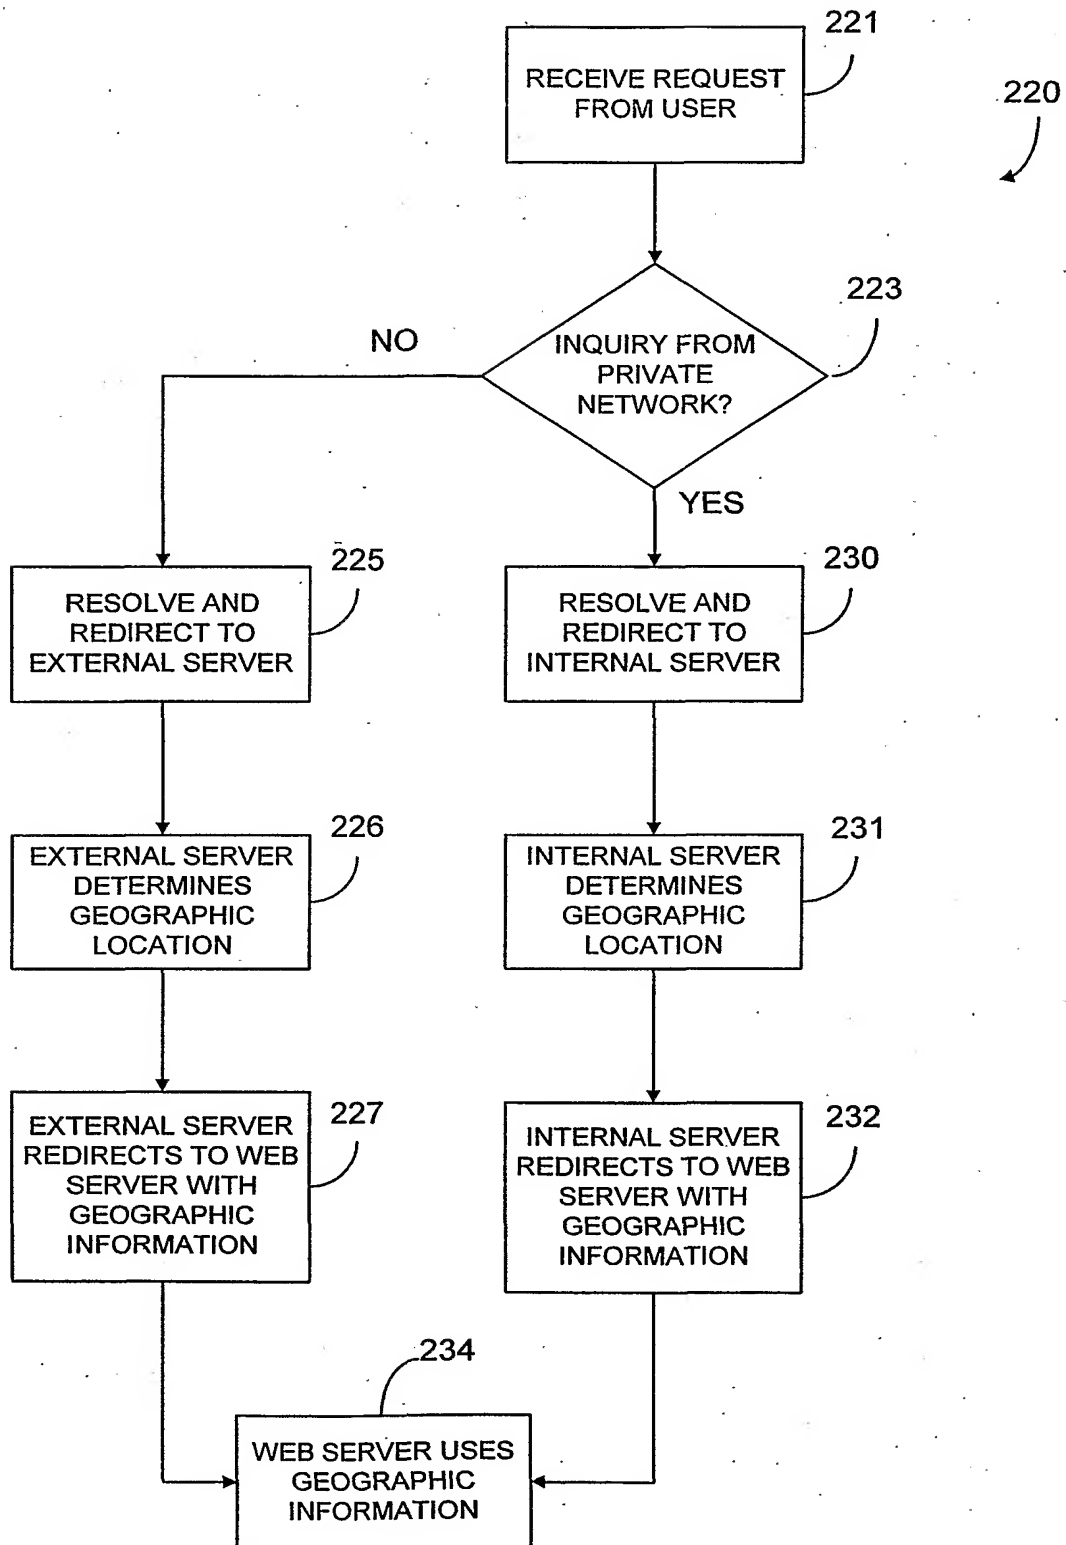 221
RECEIVE REQUEST
FROM USER
220
223
INQUIRY FROM
PRIVATE
NETWORK?
NO
YES
225
RESOLVE AND
REDIRECT TO
EXTERNAL SERVER
230
RESOLVE AND
REDIRECT TO
INTERNAL SERVER
226
EXTERNAL SERVER
DETERMINES
GEOGRAPHIC
LOCATION
231
INTERNAL SERVER
DETERMINES
GEOGRAPHIC
LOCATION
227
EXTERNAL SERVER
REDIRECTS TO WEB
SERVER WITH
GEOGRAPHIC
INFORMATION
232
INTERNAL SERVER
REDIRECTS TO WEB
SERVER WITH
GEOGRAPHIC
INFORMATION
234
WEB SERVER USES
GEOGRAPHIC
INFORMATION